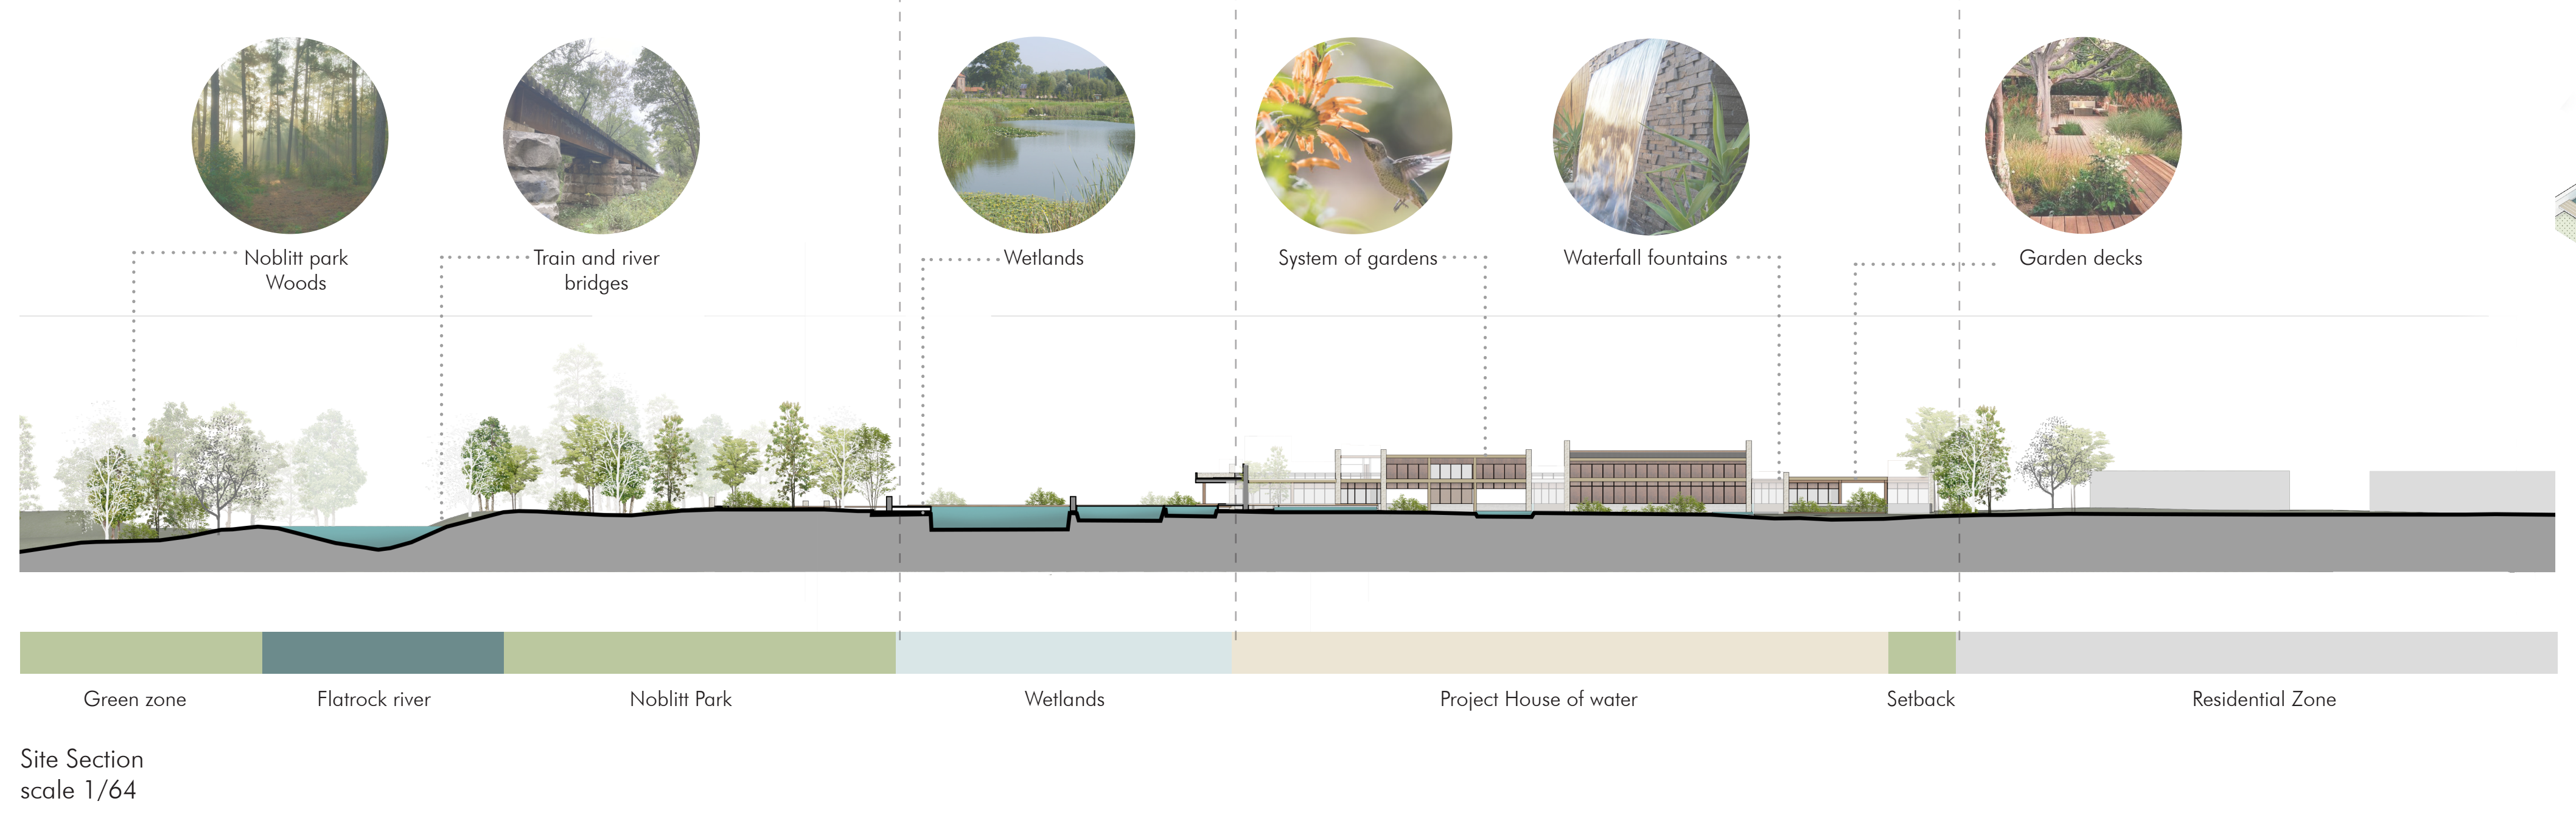 Noblitt park
Woods
Train and river
bridges
Wetlands
System of gardens
Waterfall fountains
Garden decks
Green zone
Flatrock river
Noblitt Park
Wetlands
Project House of water
Setback
Residential Zone
Site Section
scale 1/64